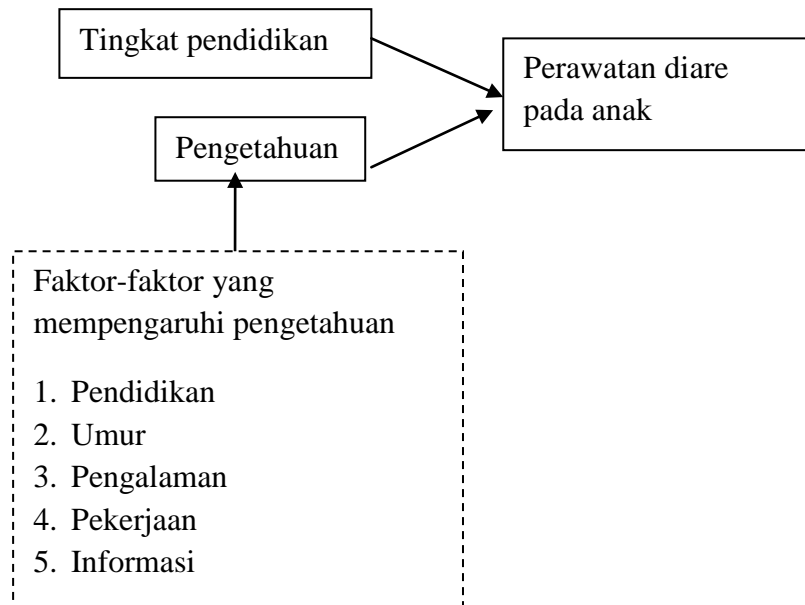 Tingkat pendidikan
Perawatan diare
pada anak
Pengetahuan
Faktor-faktor yang
mempengaruhi pengetahuan
1. Pendidikan
2. Umur
3. Pengalaman
4. Pekerjaan
5. Informasi